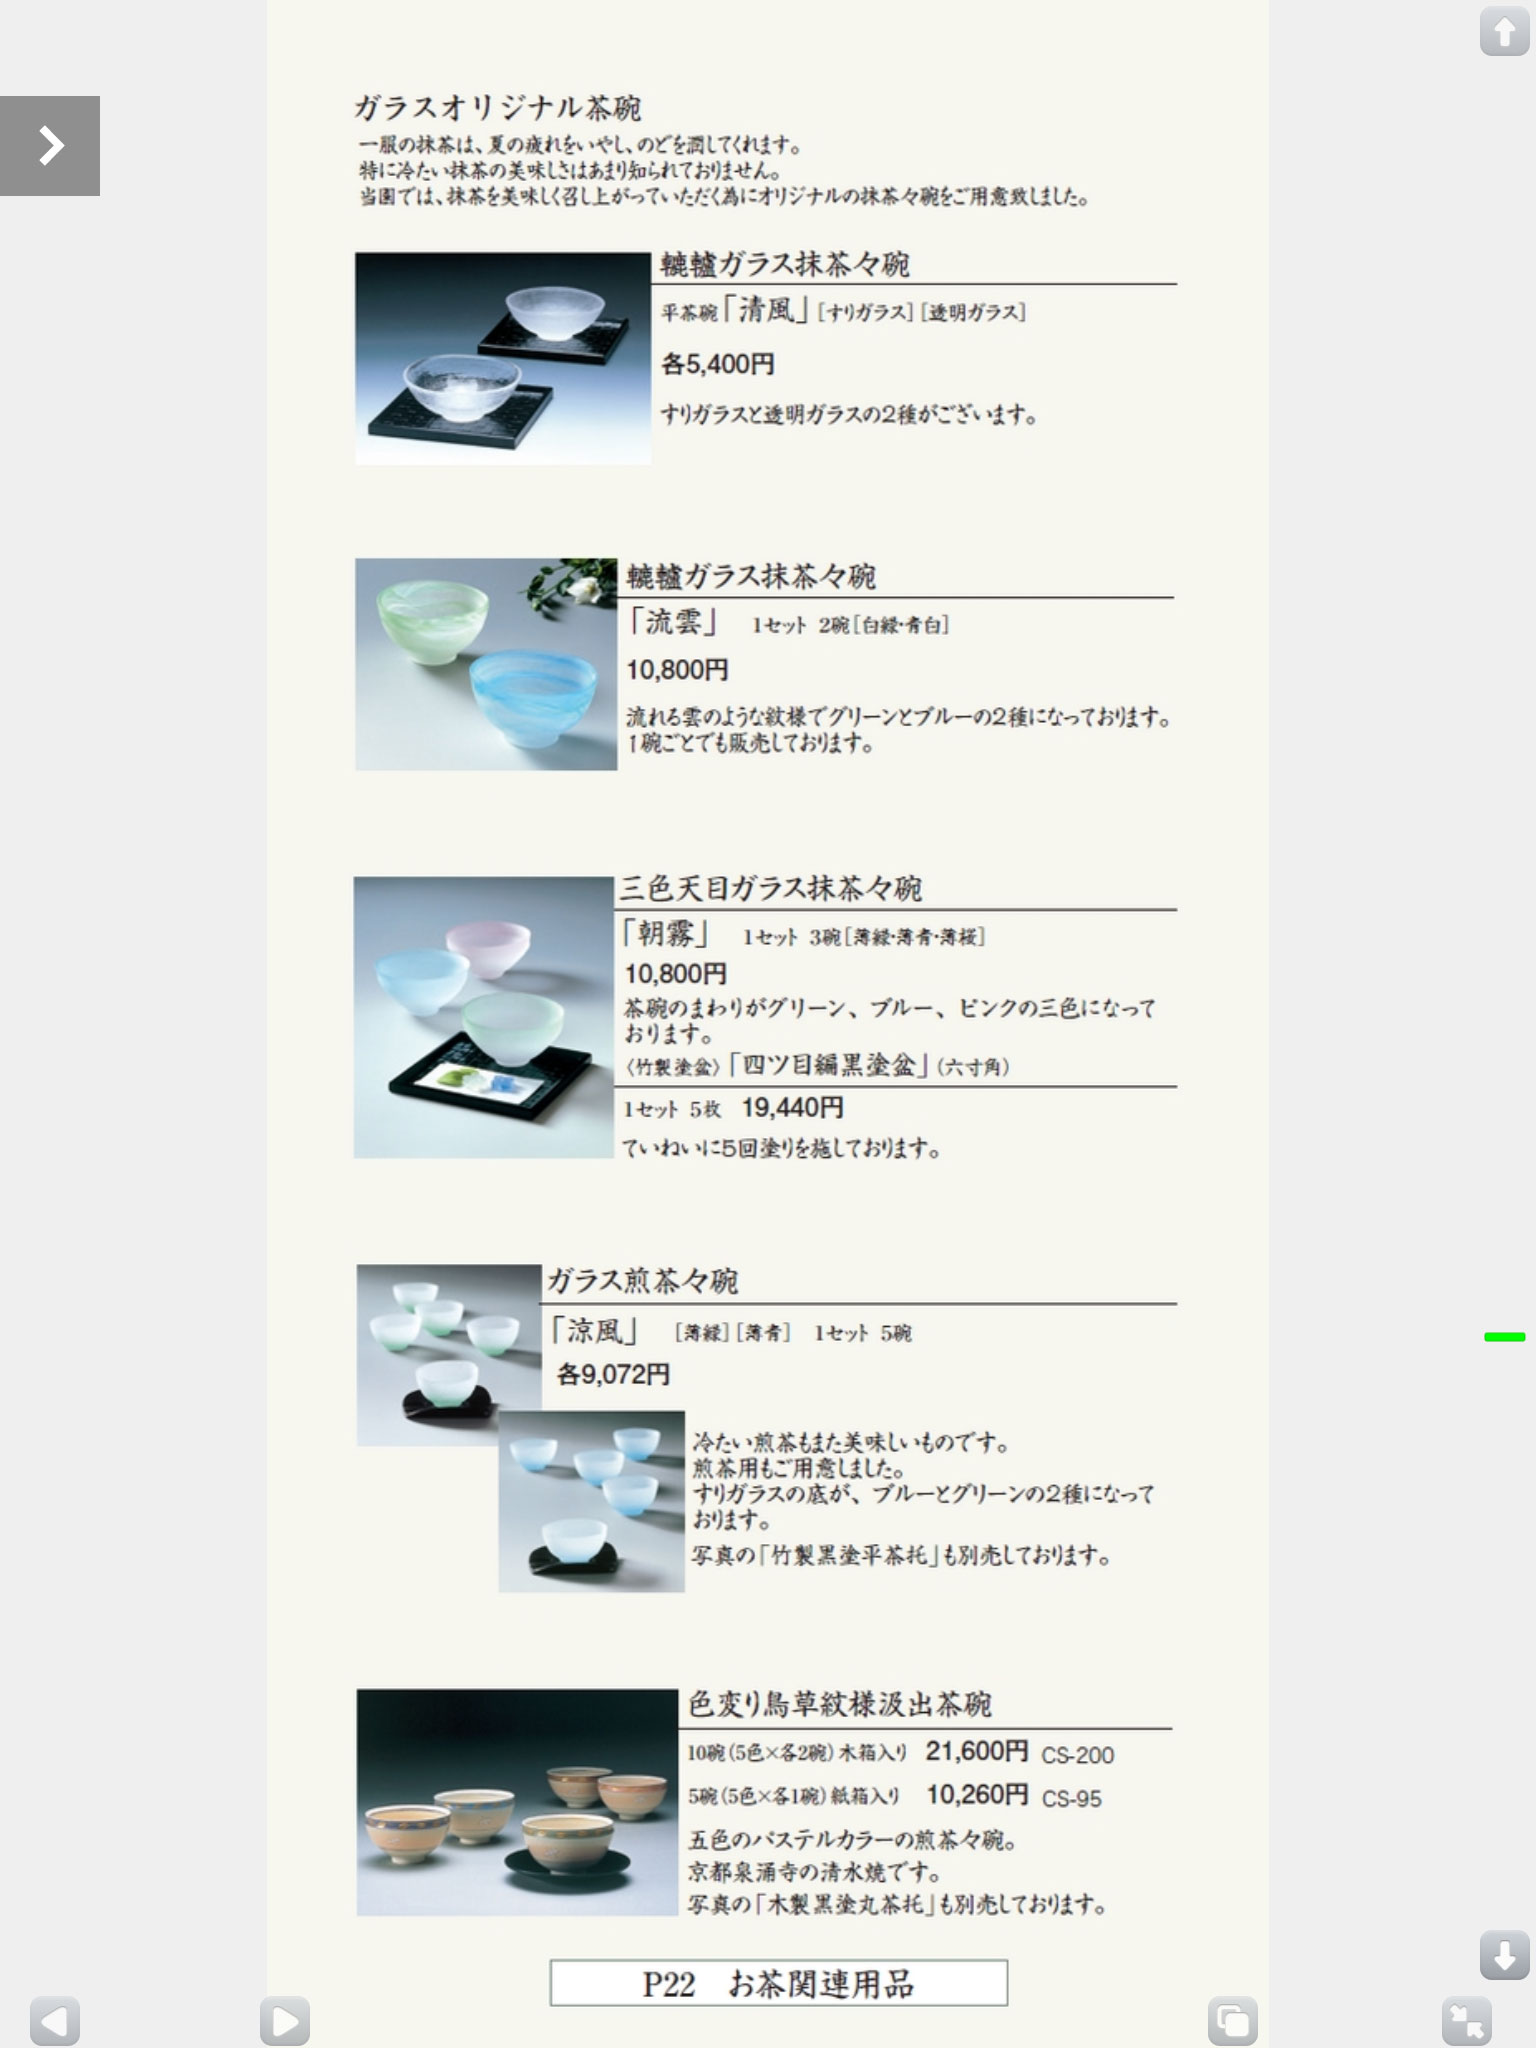 ガラスオリジナル茶碗
一服の抹茶は、夏の疲れをいやし、のどを潤してくれます。
特に冷たい抹茶の美味しさはあまり知られておりません。
当園では、抹茶を美味しく召し上がっていただく為にオリジナルの抹茶々碗をご用意致しました。
轆轤ガラス抹茶々碗
平茶碗「清風」[すりガラス][透明ガラス]
各5,400円
すりガラスと透明ガラスの2種がございます。
轆轤ガラス抹茶々碗
「流雲」 1セット 2碗[白緑・青白]
10,800円
流れる雲のような紋様でグリーンとブルーの2種になっております。
1碗ごとでも販売しております。
三色天目ガラス抹茶々碗
「朝霧」 1セット 3碗[薄緑・薄青・薄桜]
10,800円
茶碗のまわりがグリーン、ブルー、ピンクの三色になって
おります。
〈竹製塗盆〉「四ツ目編黒塗盆」(六寸角)
1セット 5枚 19,440円
ていねいに5回塗りを施しております。
ガラス煎茶々碗
「涼風」 [薄緑][薄青] 1セット 5碗
各9,072円
冷たい煎茶もまた美味しいものです。
煎茶用もご用意しました。
すりガラスの底が、ブルーとグリーンの2種になって
おります。
写真の「竹製黒塗平茶托」も別売しております。
色変り鳥草紋様汲出茶碗
10碗(5色×各2碗)木箱入り 21,600円 CS-200
5碗(5色×各1碗)紙箱入り 10,260円 CS-95
五色のパステルカラーの煎茶々碗。
京都泉涌寺の清水焼です。
写真の「木製黒塗丸茶托」も別売しております。
P22 お茶関連用品